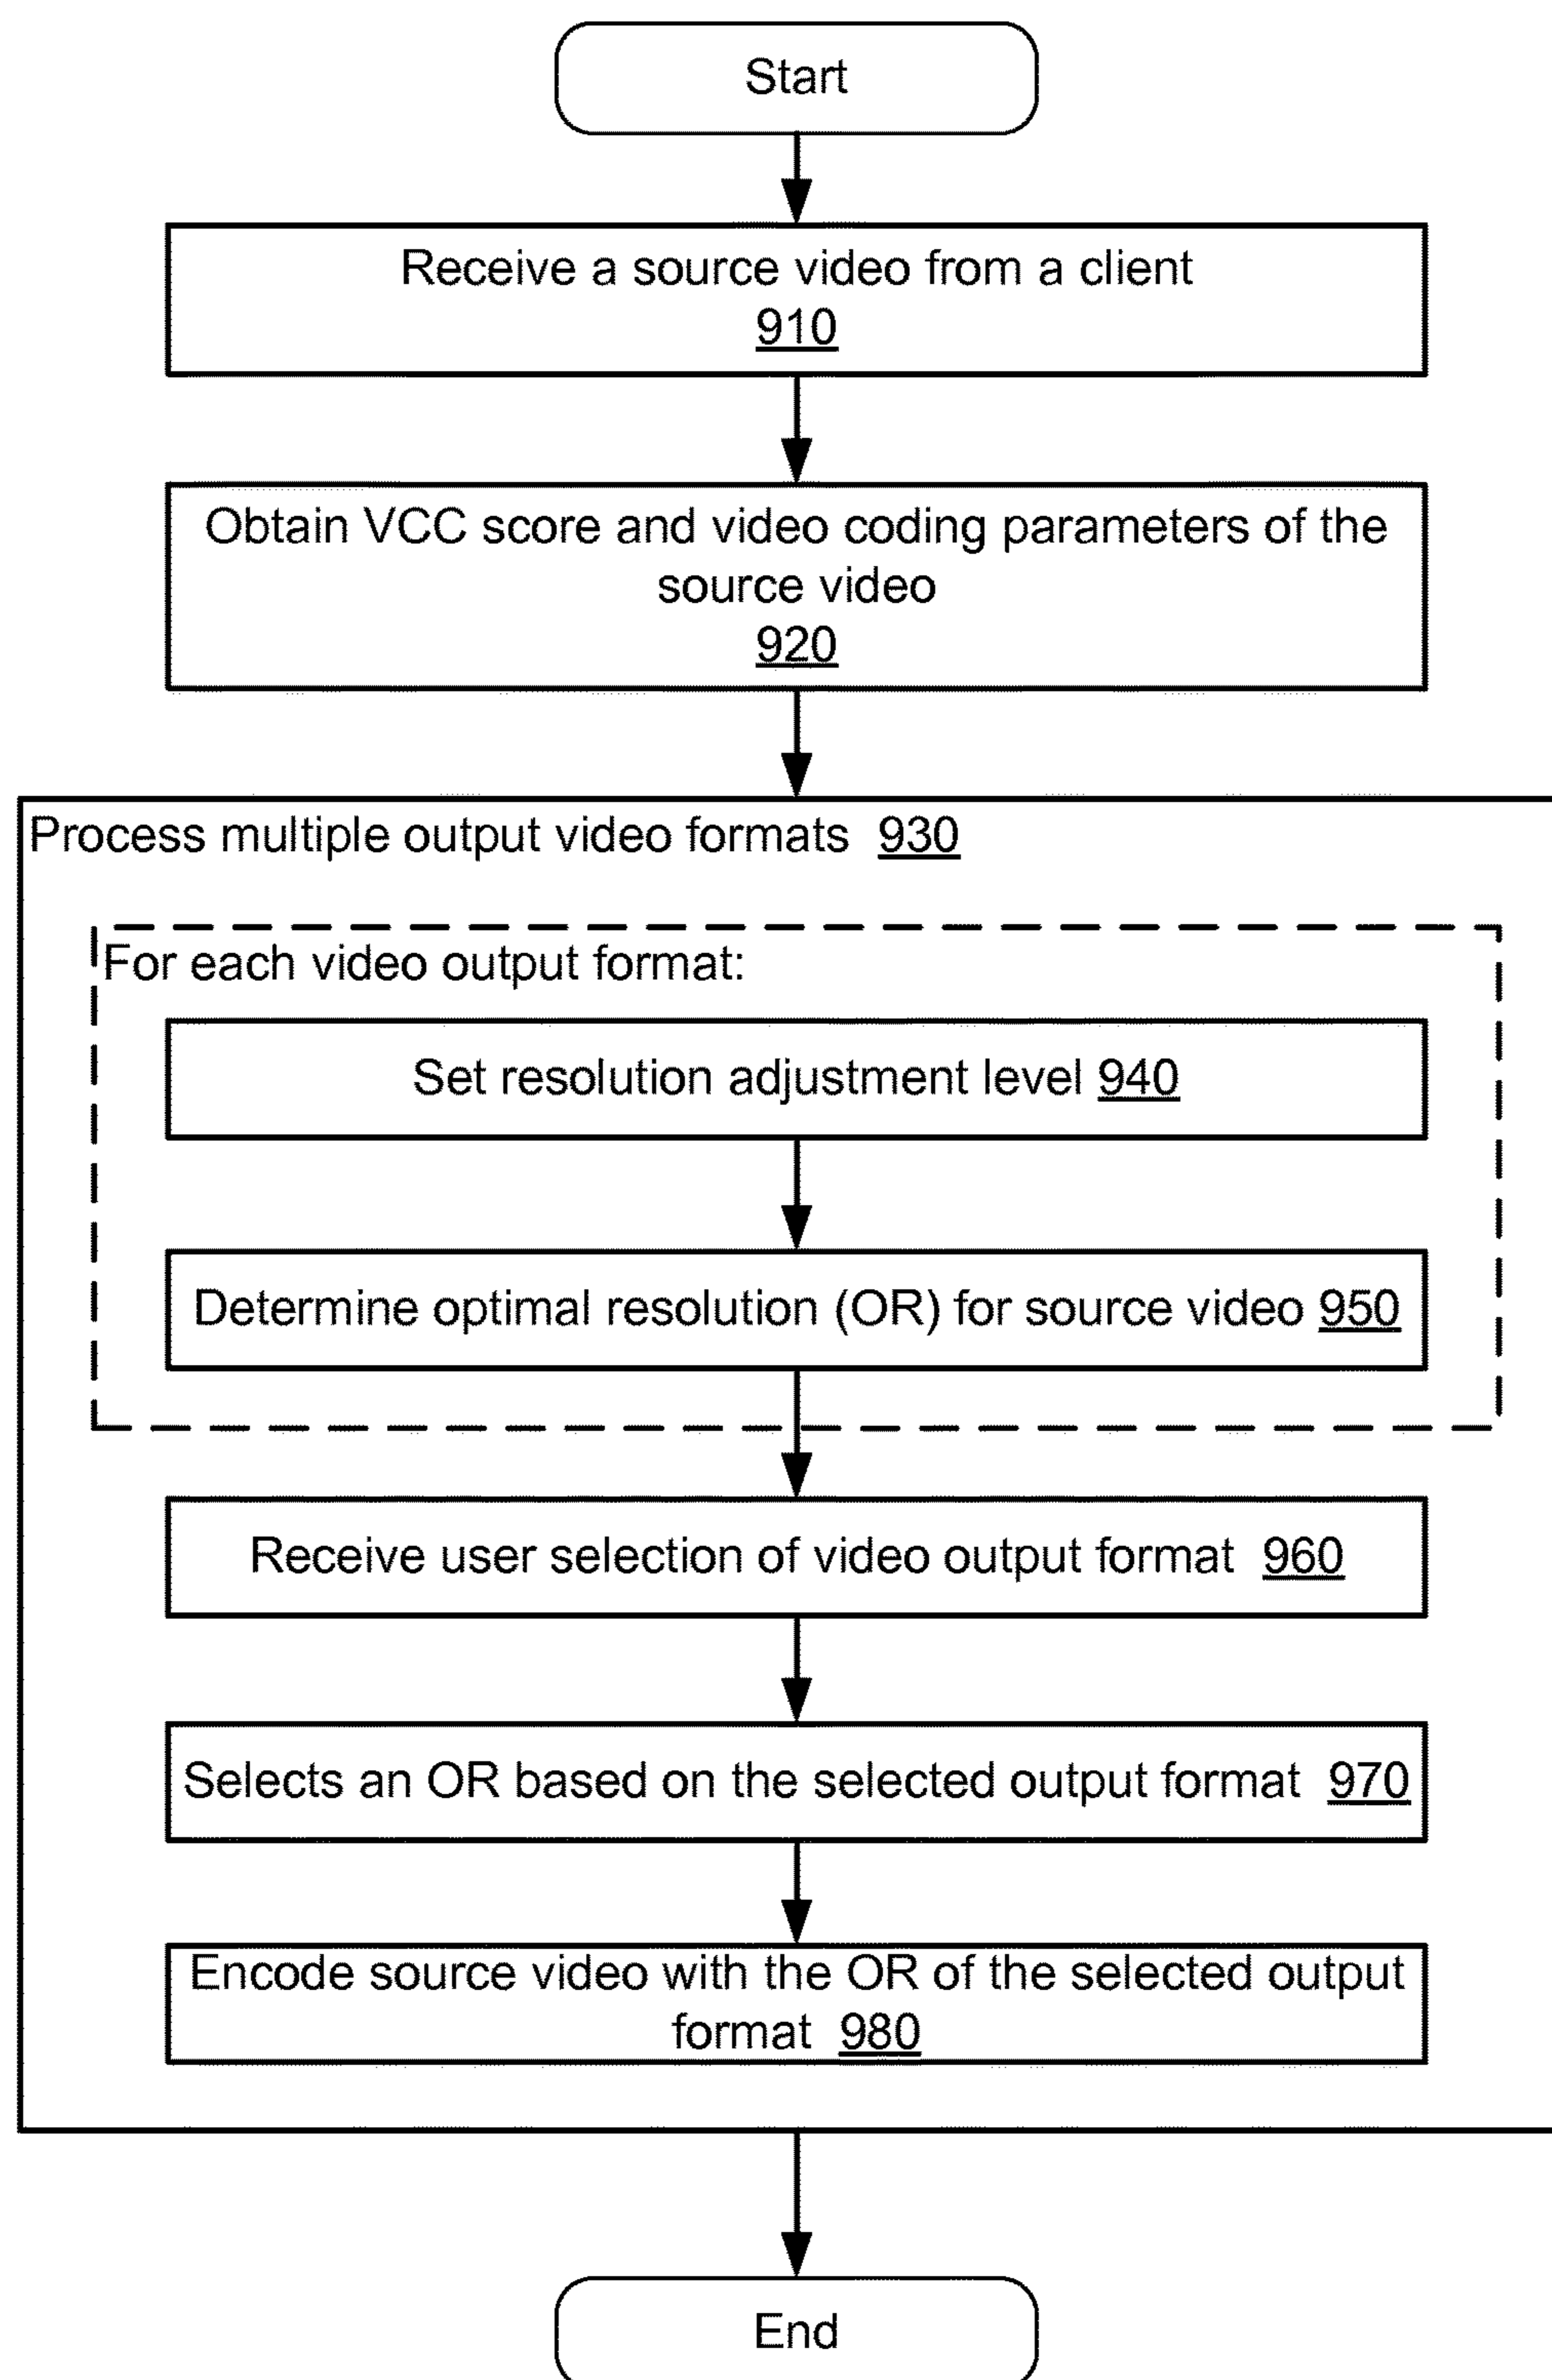 Start
Receive a source video from a client
910
Obtain VCC score and video coding parameters of the
source video
920
Process multiple output video formats 930
For each video output format:
Set resolution adjustment level 940
Determine optimal resolution (OR) for source video 950
Receive user selection of video output format 960
Selects an OR based on the selected output format 970
Encode source video with the OR of the selected output
format 980
End